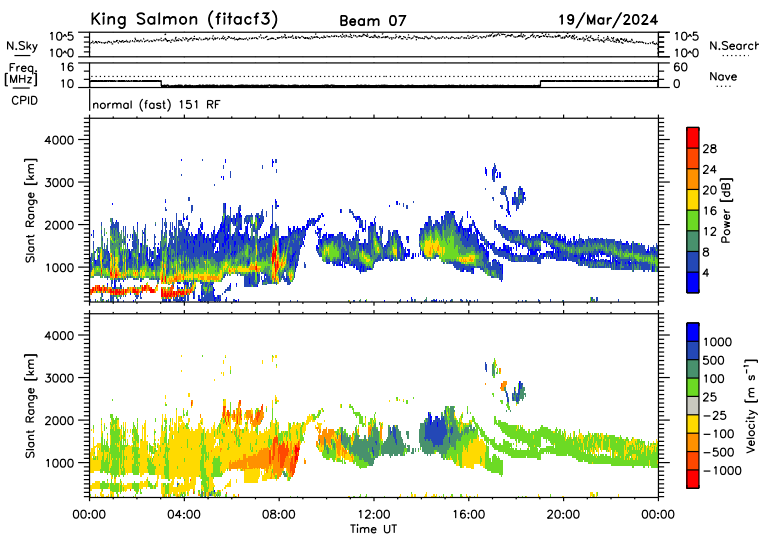 King Salmon (fitacf3) Beam 07 19/Mar/2024
N.Sky 10^5 10^0 10^5 10^0 N.Search
Freq [MHz] 16 10 60 0 Nave
CPID normal (fast) 151 RF
Slant Range [km] 4000 3000 2000 1000
28 24 20 16 12 8 4 Power [dB]
Slant Range [km] 4000 3000 2000 1000
1000 500 100 25 -25 -100 -500 -1000 Velocity [m s⁻¹]
00:00 04:00 08:00 12:00 16:00 20:00 00:00
Time UT